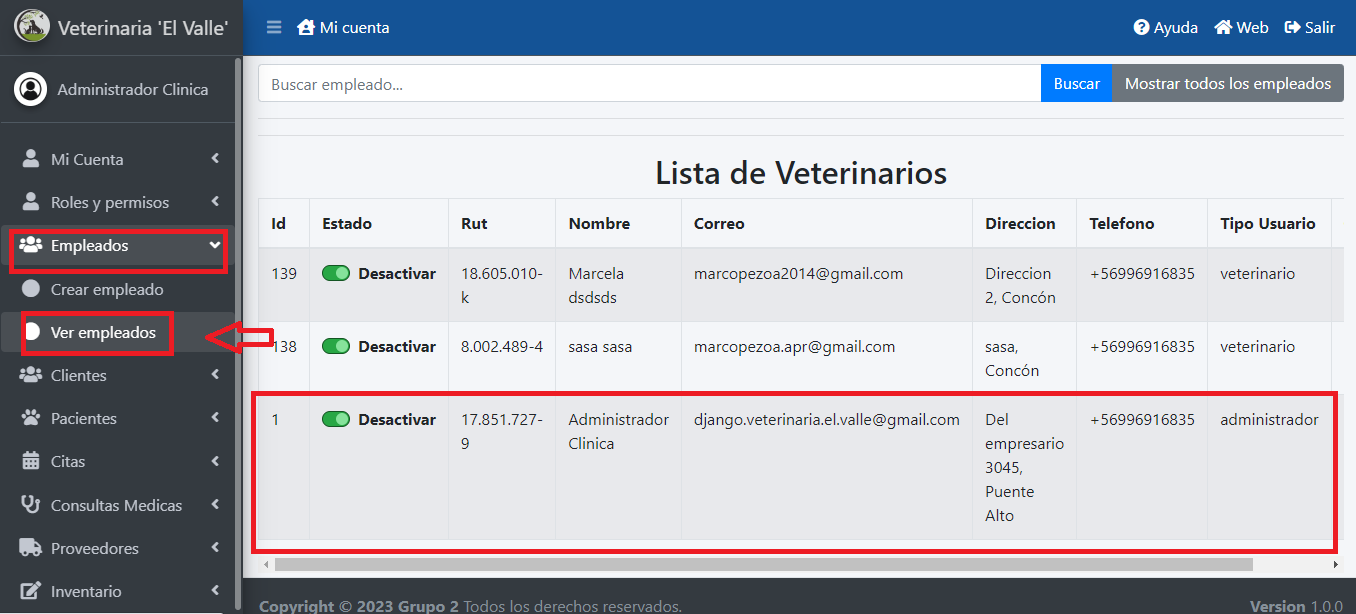 Veterinaria 'El Valle'
Administrador Clinica
Mi Cuenta
Roles y permisos
Empleados
Crear empleado
Ver empleados
Clientes
Pacientes
Citas
Consultas Medicas
Proveedores
Inventario
Mi cuenta
Ayuda
Web
Salir
Buscar empleado...
Buscar
Mostrar todos los empleados
Lista de Veterinarios
Id Estado Rut Nombre Correo Direccion Telefono Tipo Usuario
139 Desactivar 18.605.010- Marcela marcopezoa2014@gmail.com Direccion +56996916835 veterinario
k dsdsds 2, Concón
138 Desactivar 8.002.489-4 sasa sasa marcopezoa.apr@gmail.com sasa, +56996916835 veterinario
Concón
1 Desactivar 17.851.727- Administrador django.veterinaria.el.valle@gmail.com Del +56996916835 administrador
9 Clinica empresario
3045,
Puente
Alto
Copyright © 2023 Grupo 2 Todos los derechos reservados.
Version 1.0.0